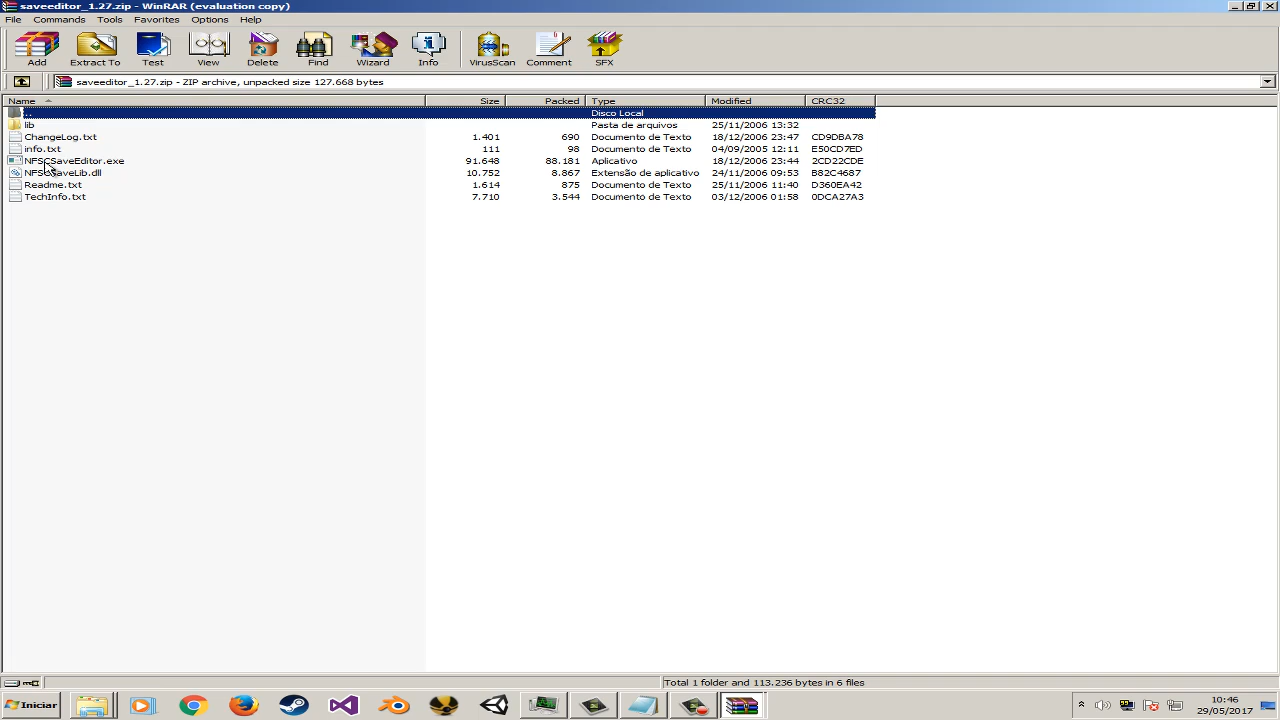 saveeditor_1.27.zip - WinRAR (evaluation copy)
File Commands Tools Favorites Options Help
Add Extract To Test View Delete Find Wizard Info VirusScan Comment SFX
saveeditor_1.27.zip - ZIP archive, unpacked size 127.668 bytes
Name Size Packed Type Modified CRC32
.. Disco Local
lib Pasta de arquivos 25/11/2006 13:32
ChangeLog.txt 1.401 690 Documento de Texto 18/12/2006 23:47 CD9DBA78
info.txt 111 98 Documento de Texto 04/09/2005 12:11 E50CD7ED
NFSCSaveEditor.exe 91.648 88.181 Aplicativo 18/12/2006 23:44 2CD22CDE
NFSCSaveLib.dll 10.752 8.867 Extensão de aplicativo 24/11/2006 09:53 B82C4687
Readme.txt 1.614 875 Documento de Texto 25/11/2006 11:40 D360EA42
TechInfo.txt 7.710 3.544 Documento de Texto 03/12/2006 01:58 0DCA27A3
Total 1 folder and 113.236 bytes in 6 files
Iniciar
10:46
29/05/2017